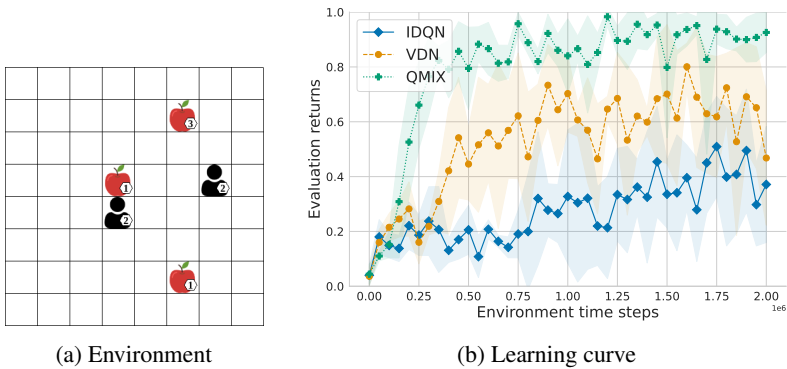 3
1
2
2
1
(a) Environment
1.0
0.8
0.6
0.4
0.2
0.0
Evaluation returns
IDQN
VDN
QMIX
0.00 0.25 0.50 0.75 1.00 1.25 1.50 1.75 2.00
1e6
Environment time steps
(b) Learning curve